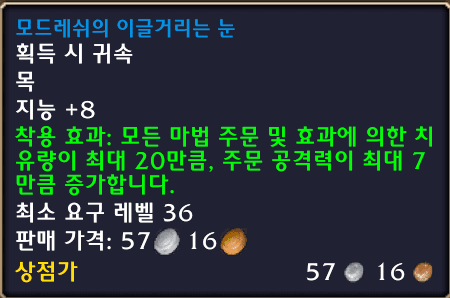 모드레쉬의 이글거리는 눈
획득 시 귀속
목
지능 +8
착용 효과: 모든 마법 주문 및 효과에 의한 치
유량이 최대 20만큼, 주문 공격력이 최대 7
만큼 증가합니다.
최소 요구 레벨 36
판매 가격: 57 16
상점가 57 16